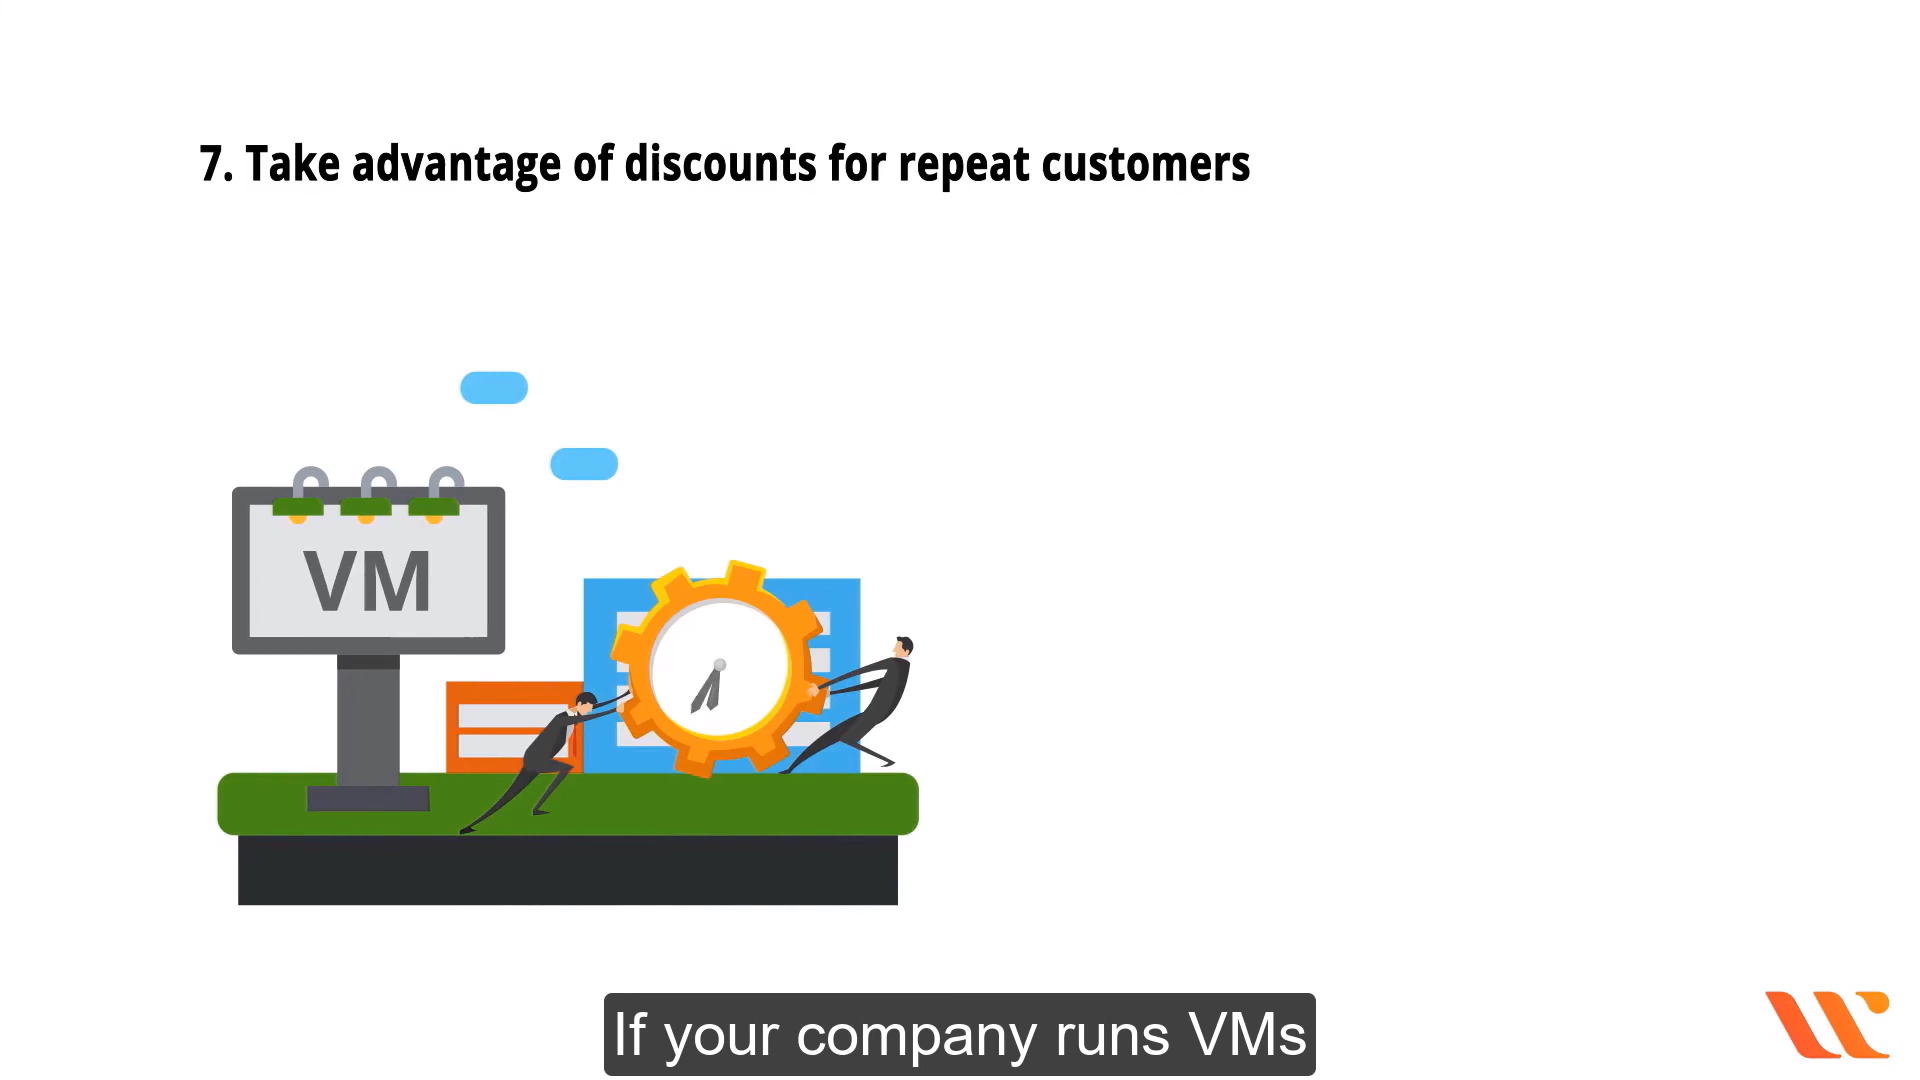 7. Take advantage of discounts for repeat customers
VM
If your company runs VMs